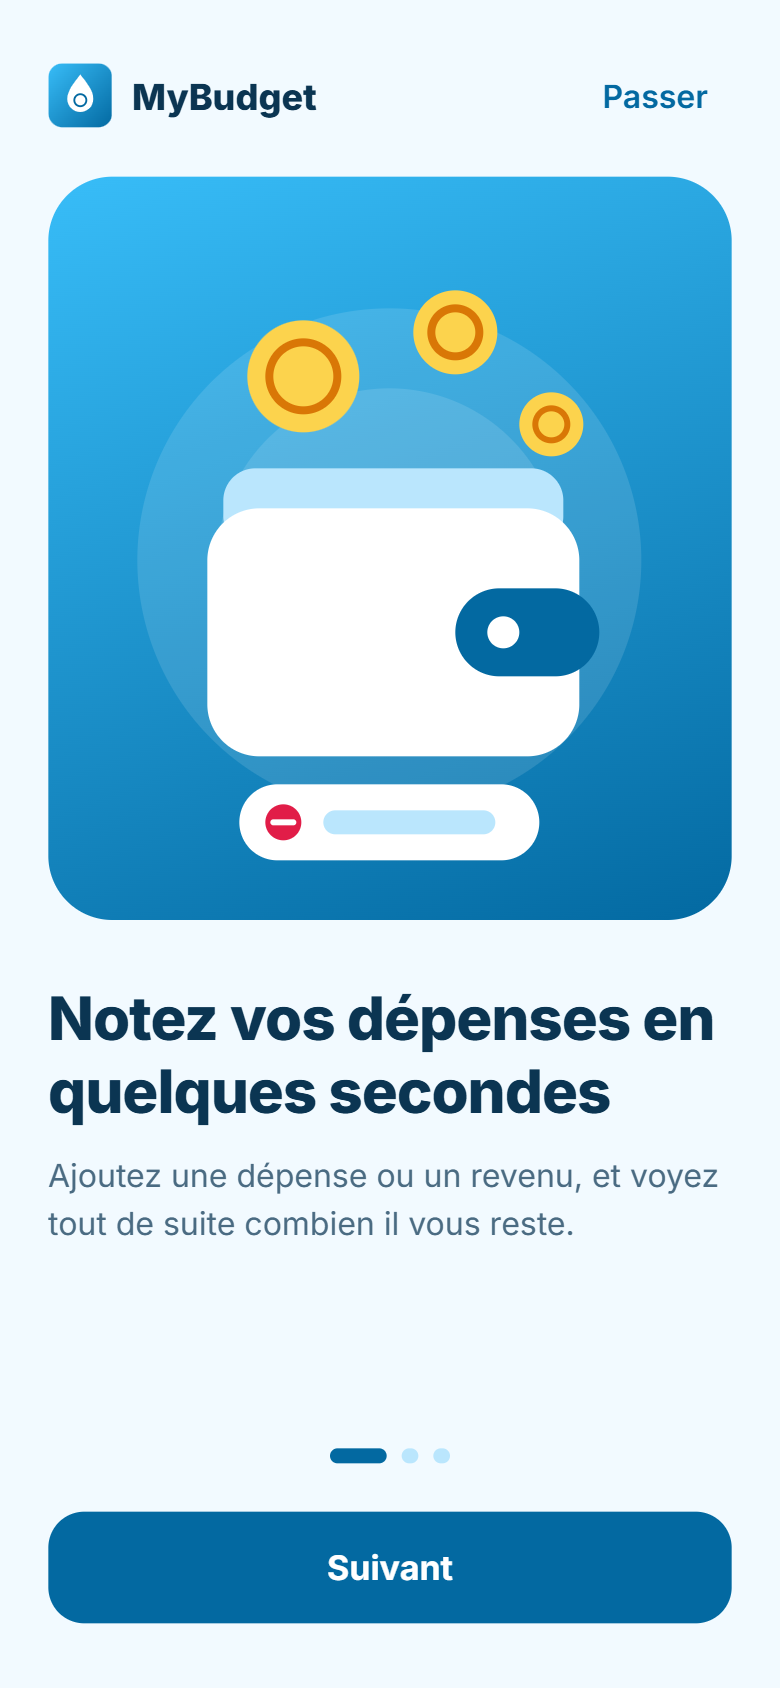 MyBudget
Passer
Notez vos dépenses en
quelques secondes
Ajoutez une dépense ou un revenu, et voyez
tout de suite combien il vous reste.
Suivant